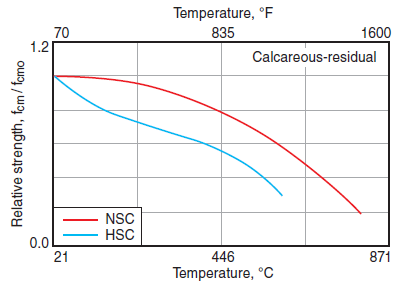 Temperature, °F
70 835 1600
1.2
Calcareous-residual
Relative strength, fcm / fcmo
NSC
HSC
0.0
21 446 871
Temperature, °C